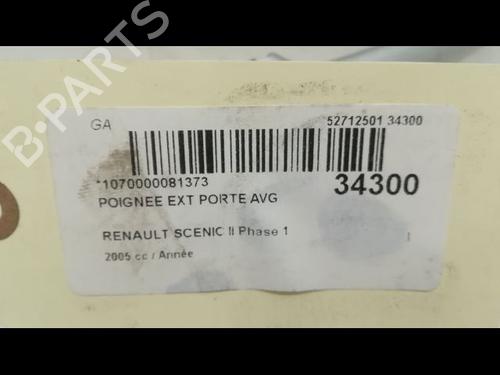 B-PARTS
GA
52712501 34300
*1070000081373
34300
POIGNEE EXT PORTE AVG
RENAULT SCENIC II Phase 1
2005 cc / Année